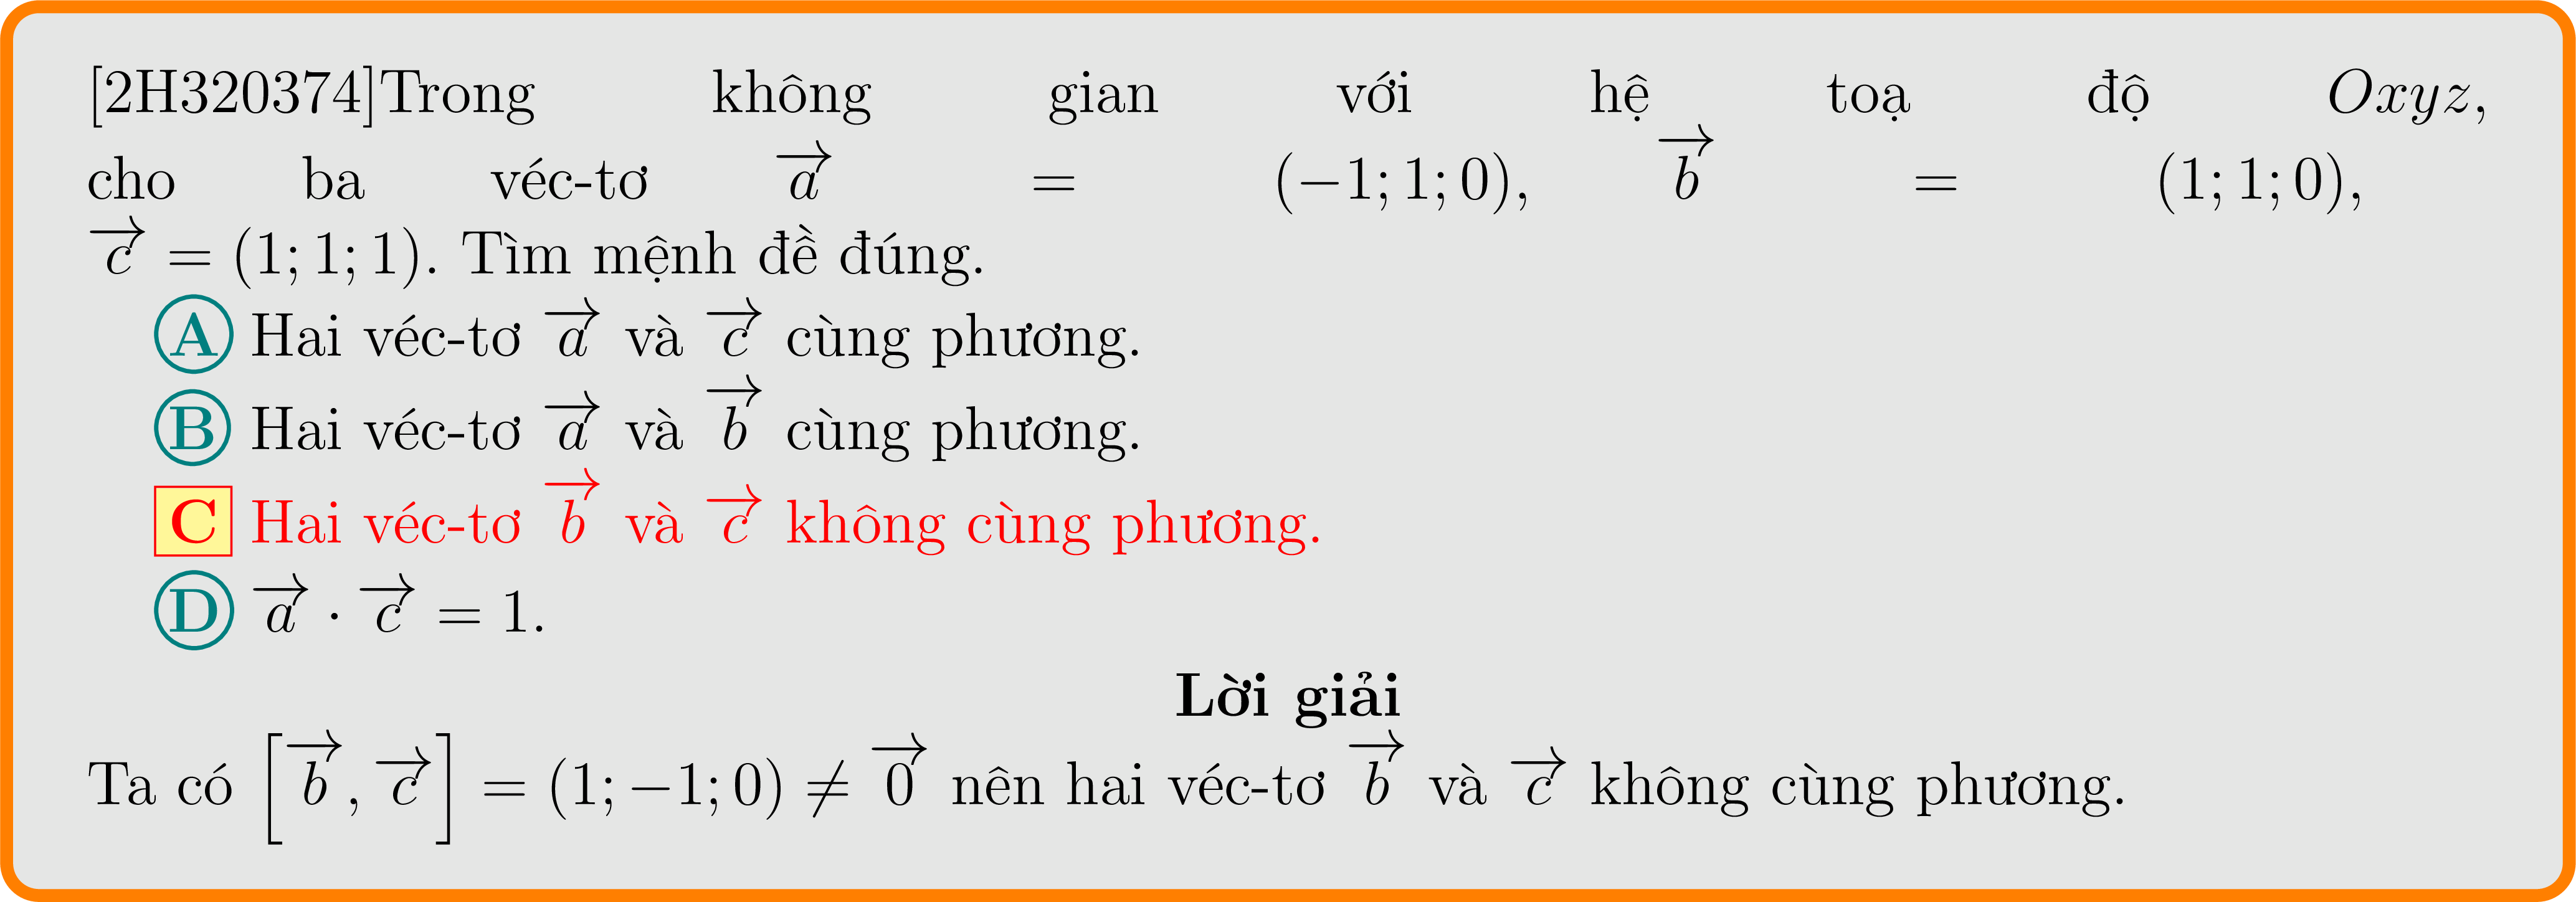 [2H320374]Trong không gian với hệ toạ độ Oxyz,
cho ba véc-tơ $\overrightarrow{a}$ = (−1; 1; 0), $\overrightarrow{b}$ = (1; 1; 0),
$\overrightarrow{c}$ = (1; 1; 1). Tìm mệnh đề đúng.
A Hai véc-tơ $\overrightarrow{a}$ và $\overrightarrow{c}$ cùng phương.
B Hai véc-tơ $\overrightarrow{a}$ và $\overrightarrow{b}$ cùng phương.
C Hai véc-tơ $\overrightarrow{b}$ và $\overrightarrow{c}$ không cùng phương.
D $\overrightarrow{a}$ · $\overrightarrow{c}$ = 1.
Lời giải
Ta có [$\overrightarrow{b}$, $\overrightarrow{c}$] = (1; −1; 0) ≠ $\overrightarrow{0}$ nên hai véc-tơ $\overrightarrow{b}$ và $\overrightarrow{c}$ không cùng phương.